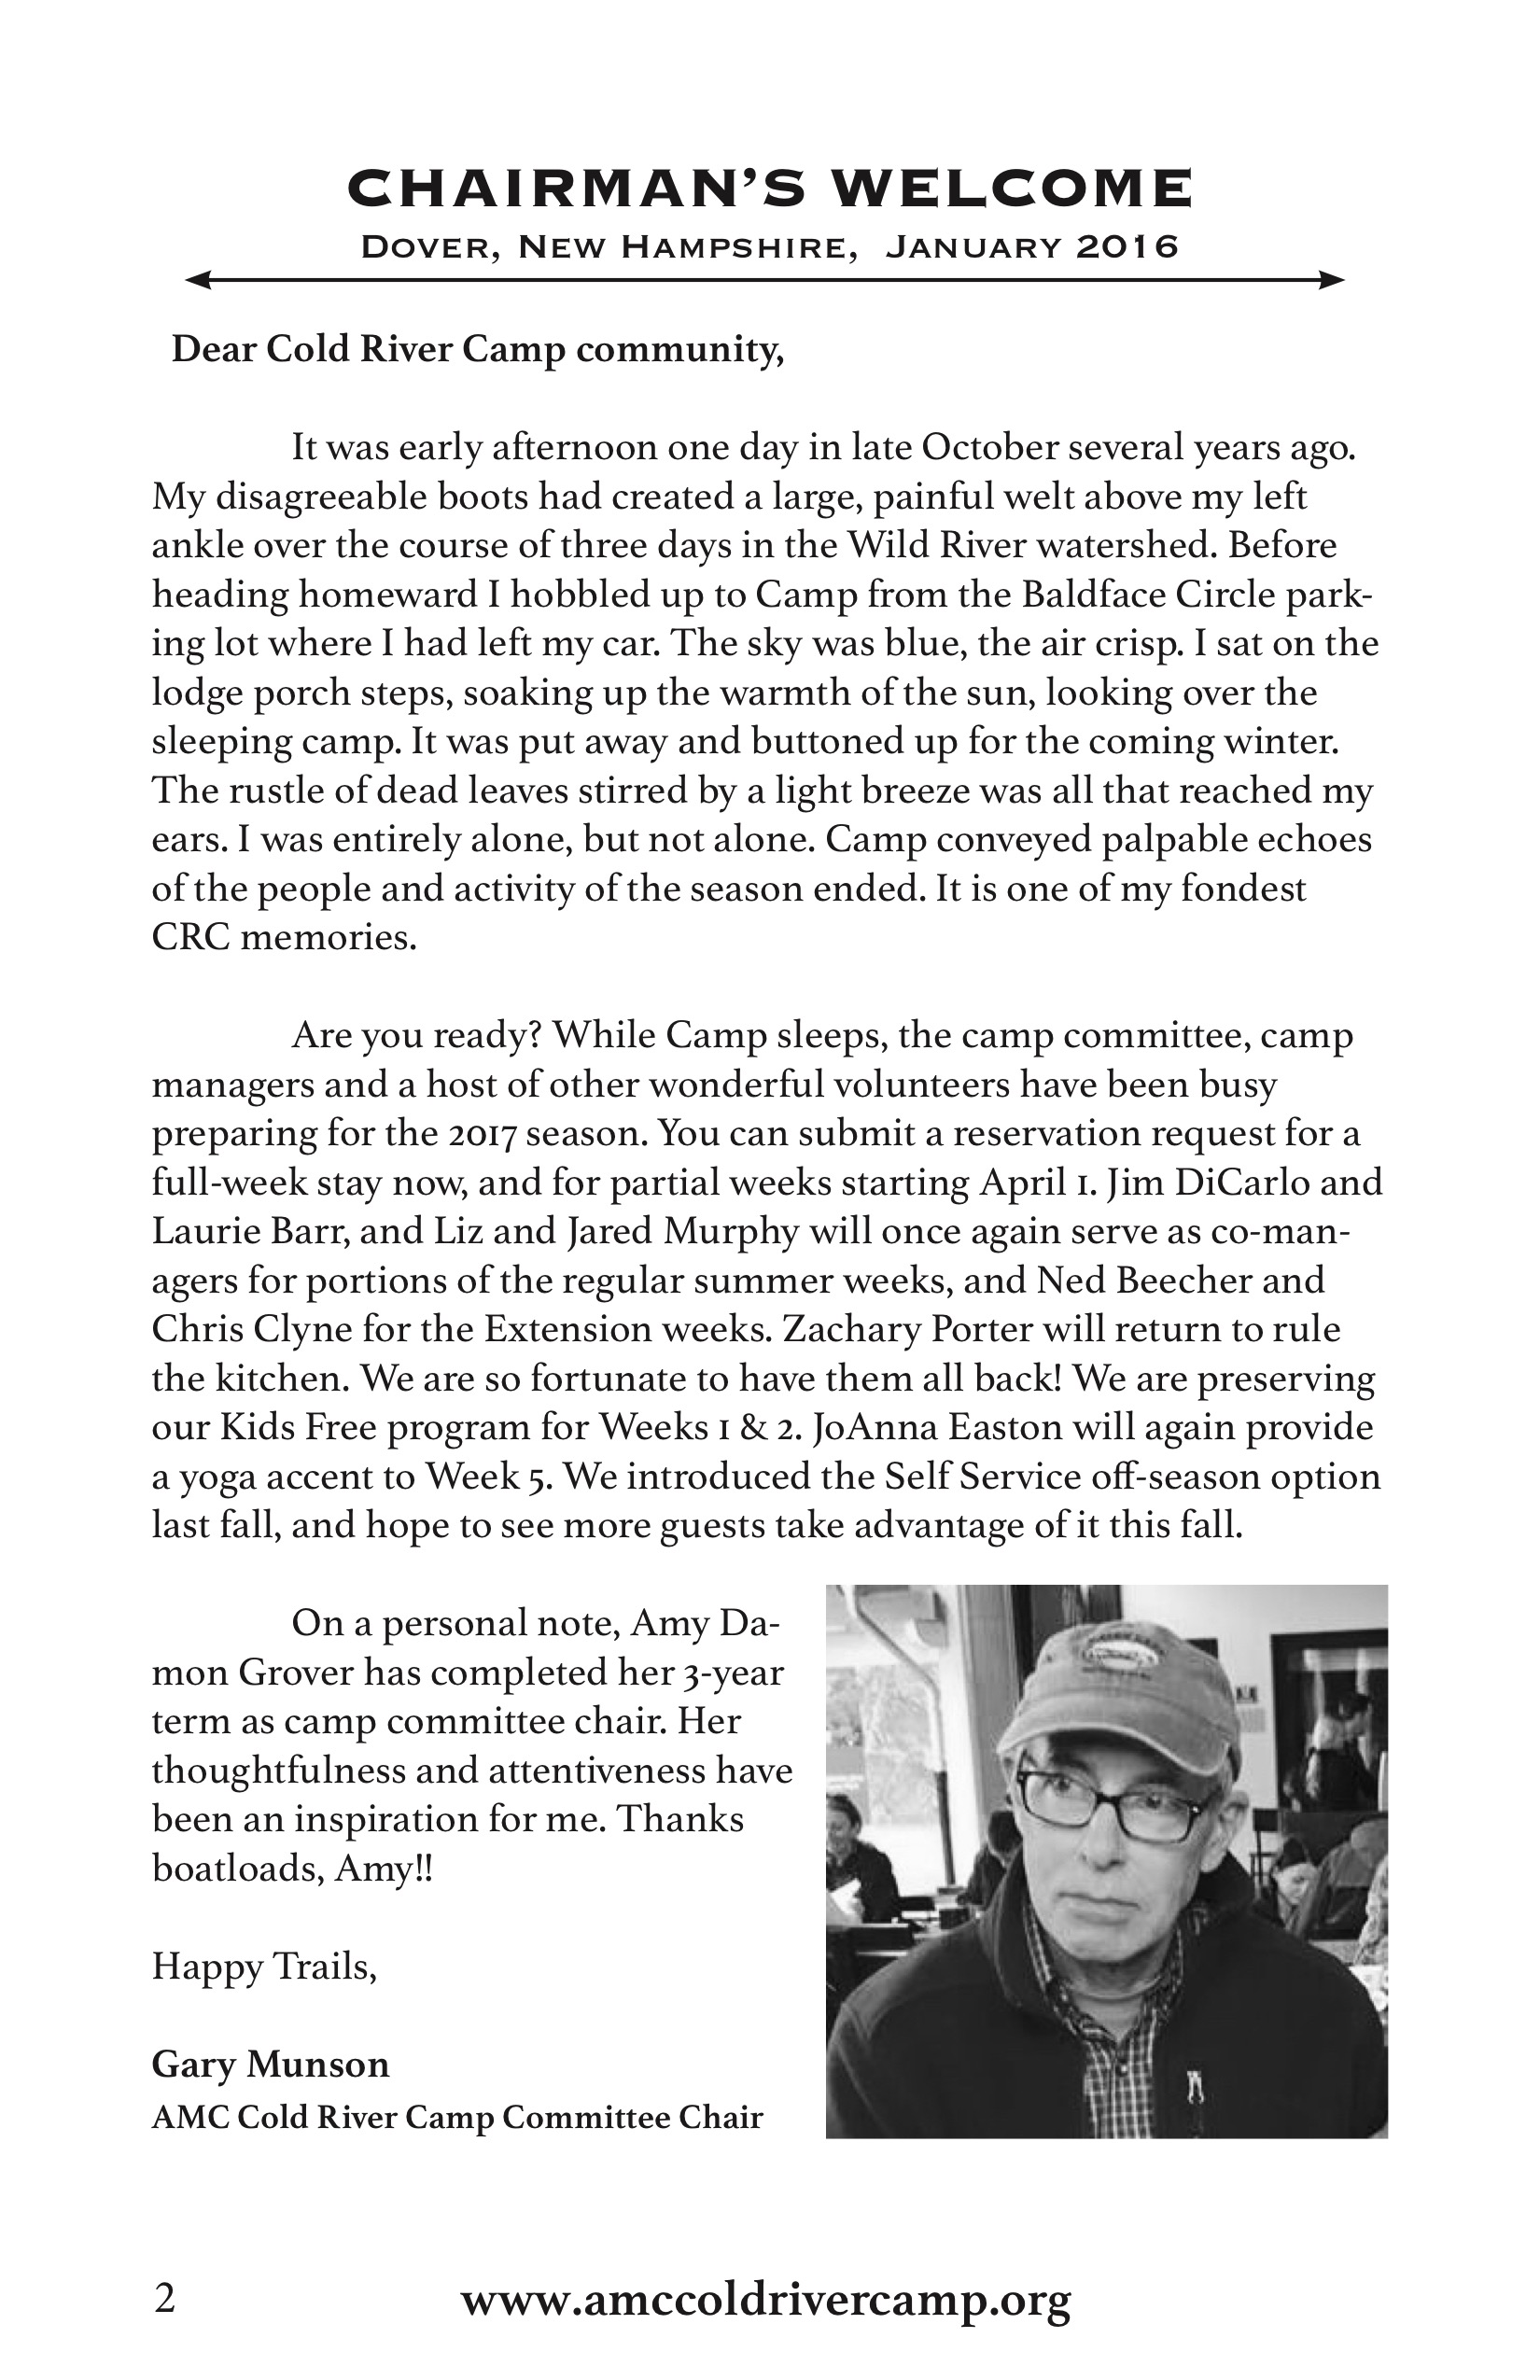 CHAIRMAN'S WELCOME
DOVER, NEW HAMPSHIRE, JANUARY 2016
Dear Cold River Camp community,
It was early afternoon one day in late October several years ago.
My disagreeable boots had created a large, painful welt above my left
ankle over the course of three days in the Wild River watershed. Before
heading homeward I hobbled up to Camp from the Baldface Circle park-
ing lot where I had left my car. The sky was blue, the air crisp. I sat on the
lodge porch steps, soaking up the warmth of the sun, looking over the
sleeping camp. It was put away and buttoned up for the coming winter.
The rustle of dead leaves stirred by a light breeze was all that reached my
ears. I was entirely alone, but not alone. Camp conveyed palpable echoes
of the people and activity of the season ended. It is one of my fondest
CRC memories.
Are you ready? While Camp sleeps, the camp committee, camp
managers and a host of other wonderful volunteers have been busy
preparing for the 2017 season. You can submit a reservation request for a
full-week stay now, and for partial weeks starting April 1. Jim DiCarlo and
Laurie Barr, and Liz and Jared Murphy will once again serve as co-man-
agers for portions of the regular summer weeks, and Ned Beecher and
Chris Clyne for the Extension weeks. Zachary Porter will return to rule
the kitchen. We are so fortunate to have them all back! We are preserving
our Kids Free program for Weeks 1 & 2. JoAnna Easton will again provide
a yoga accent to Week 5. We introduced the Self Service off-season option
last fall, and hope to see more guests take advantage of it this fall.
On a personal note, Amy Da-
mon Grover has completed her 3-year
term as camp committee chair. Her
thoughtfulness and attentiveness have
been an inspiration for me. Thanks
boatloads, Amy!!
Happy Trails,
Gary Munson
AMC Cold River Camp Committee Chair
2
www.amccoldrivercamp.org